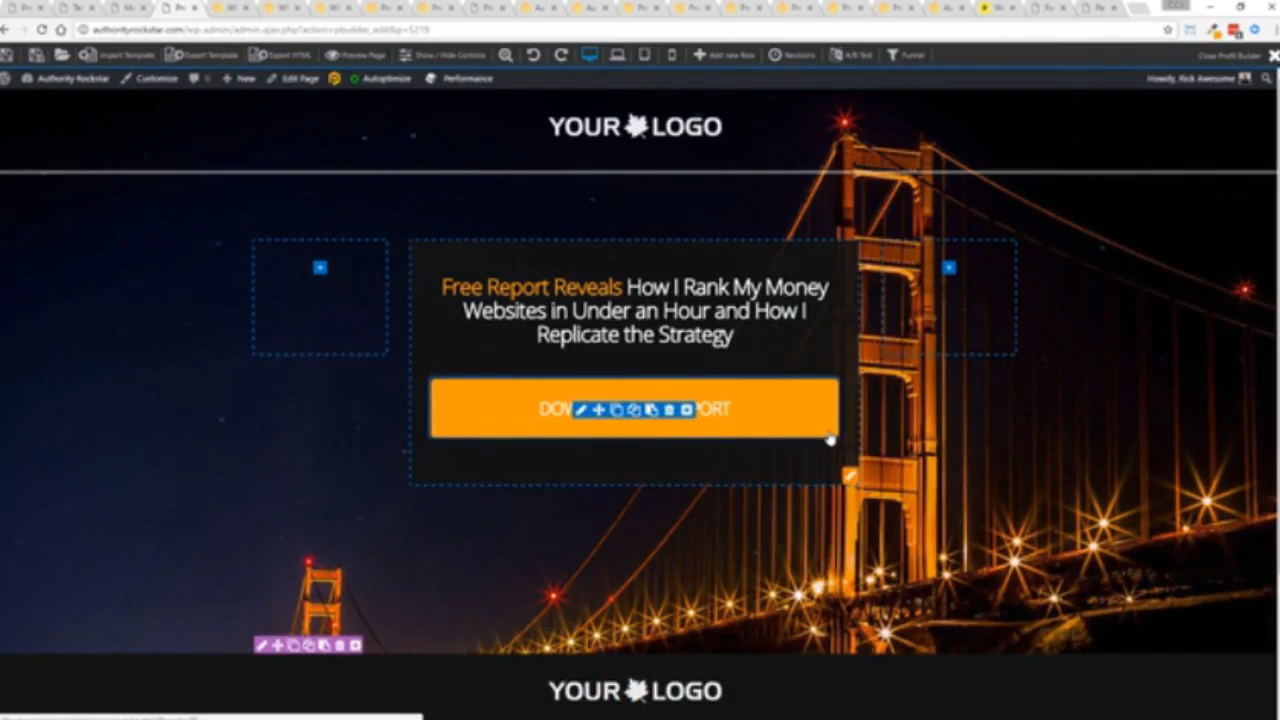 authorityrockstar.com/wp-admin/admin-ajax.php?action=pbuilder_edit&p=5219
Import Template Export Template Export HTML Preview Page Show / Hide Controls Add new Row Revisions A/B Test Funnel Close Profit Builder
Authority Rockstar Customize 0 New Edit Page Autoptimize Performance Howdy, Rick Awesome
YOUR LOGO
Free Report Reveals How I Rank My Money
Websites in Under an Hour and How I
Replicate the Strategy
YOUR LOGO